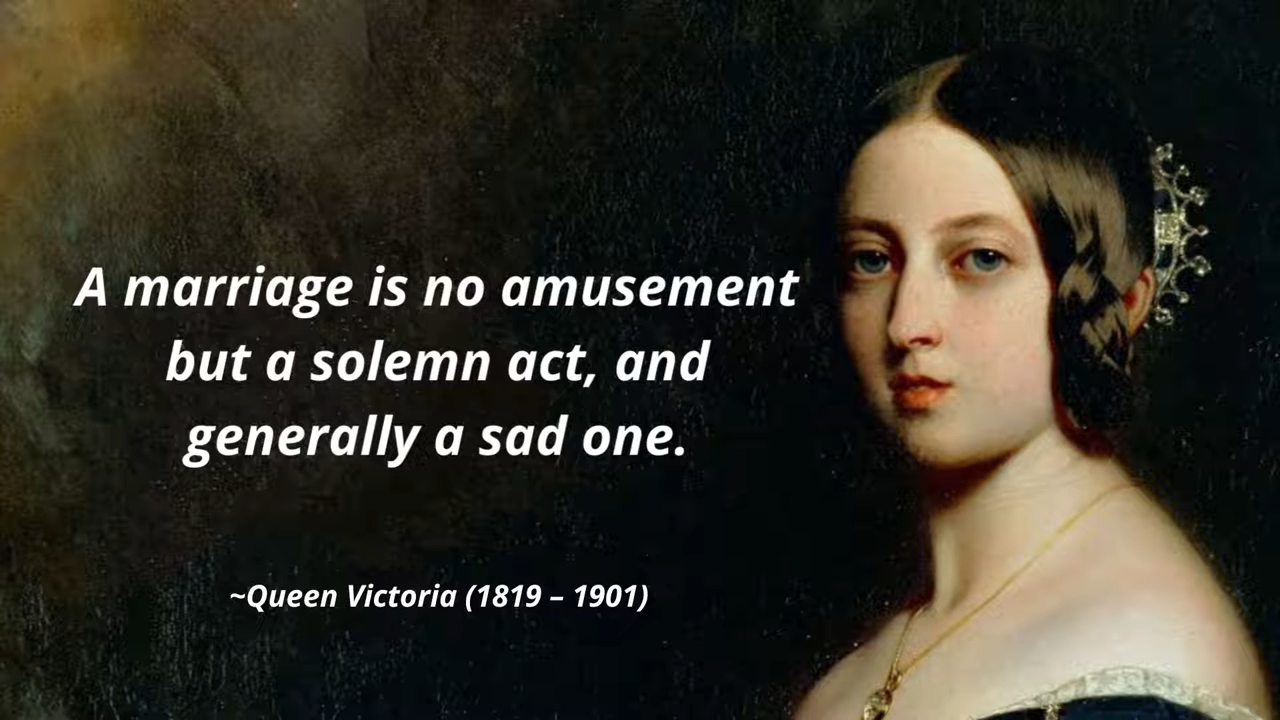 A marriage is no amusement
but a solemn act, and
generally a sad one.
~Queen Victoria (1819 – 1901)